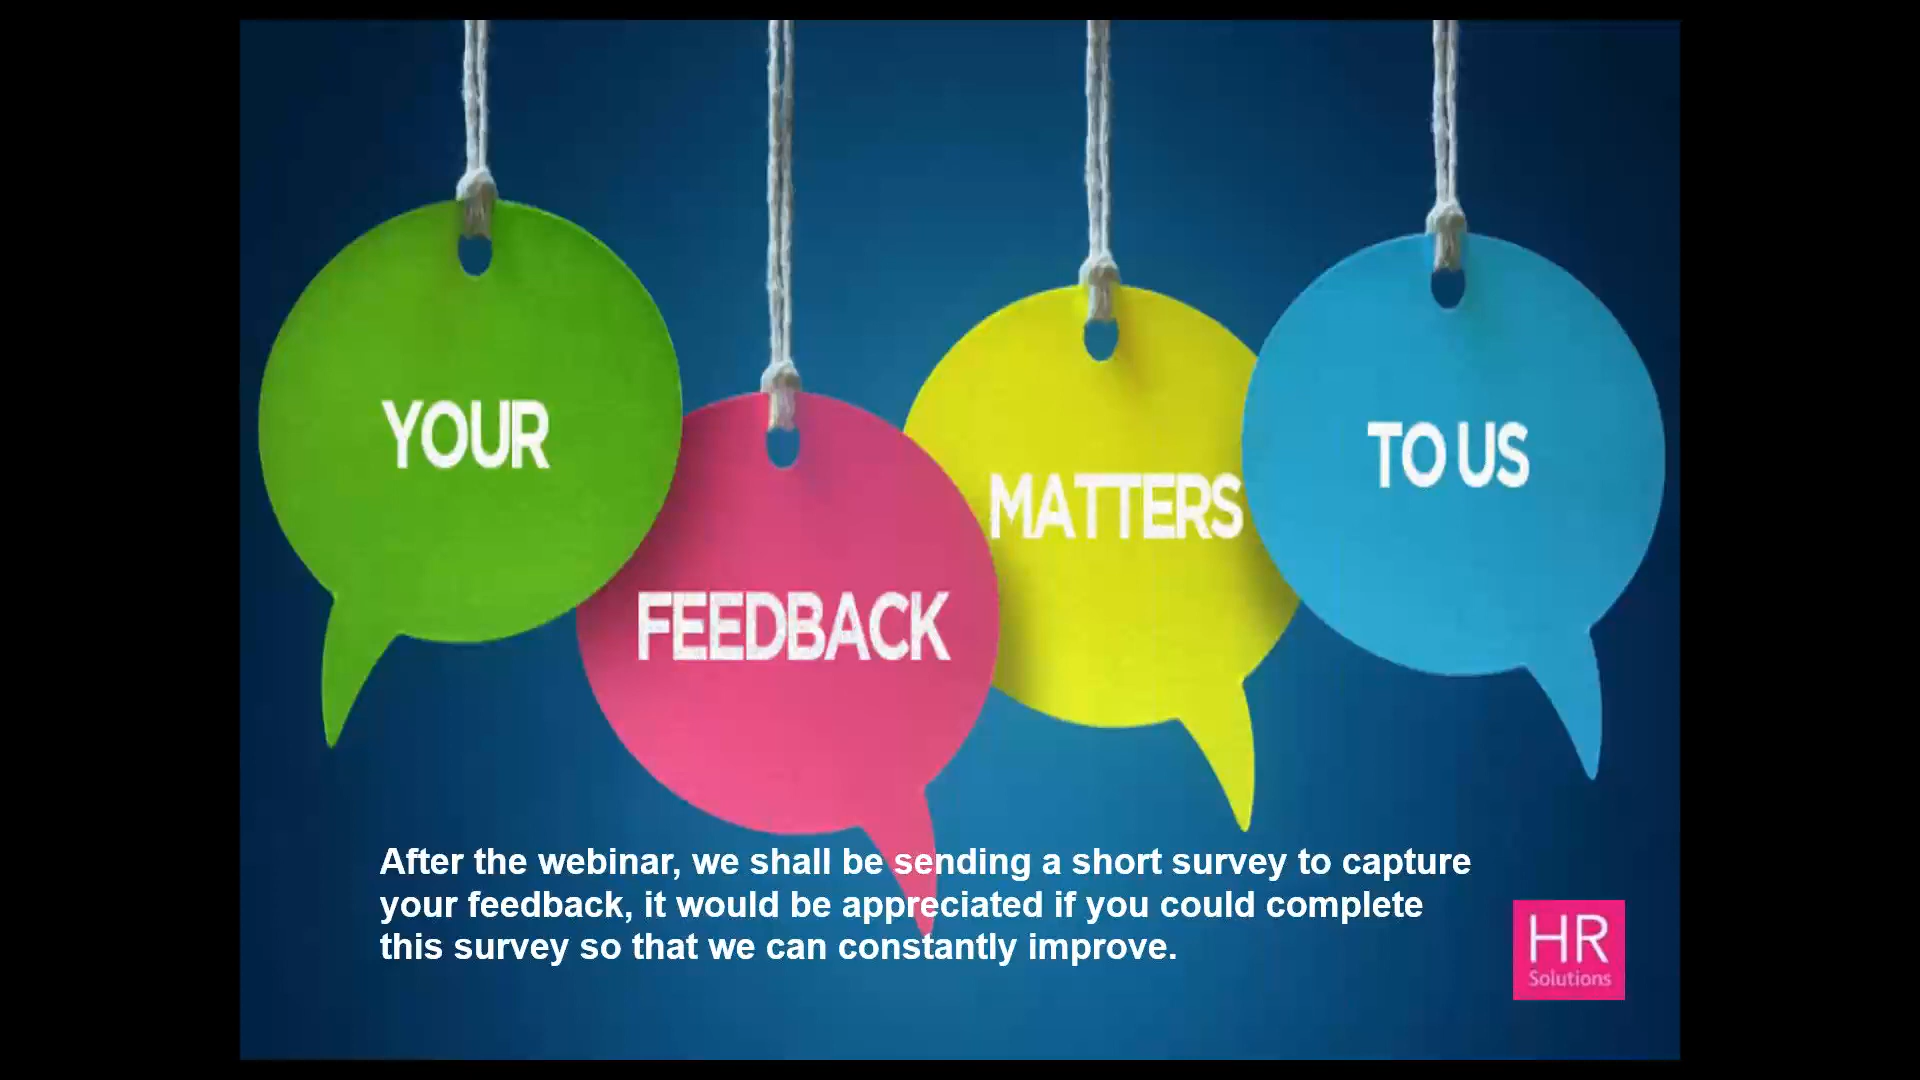 YOUR
FEEDBACK
MATTERS
TO US
After the webinar, we shall be sending a short survey to capture
your feedback, it would be appreciated if you could complete
this survey so that we can constantly improve.
HR
Solutions